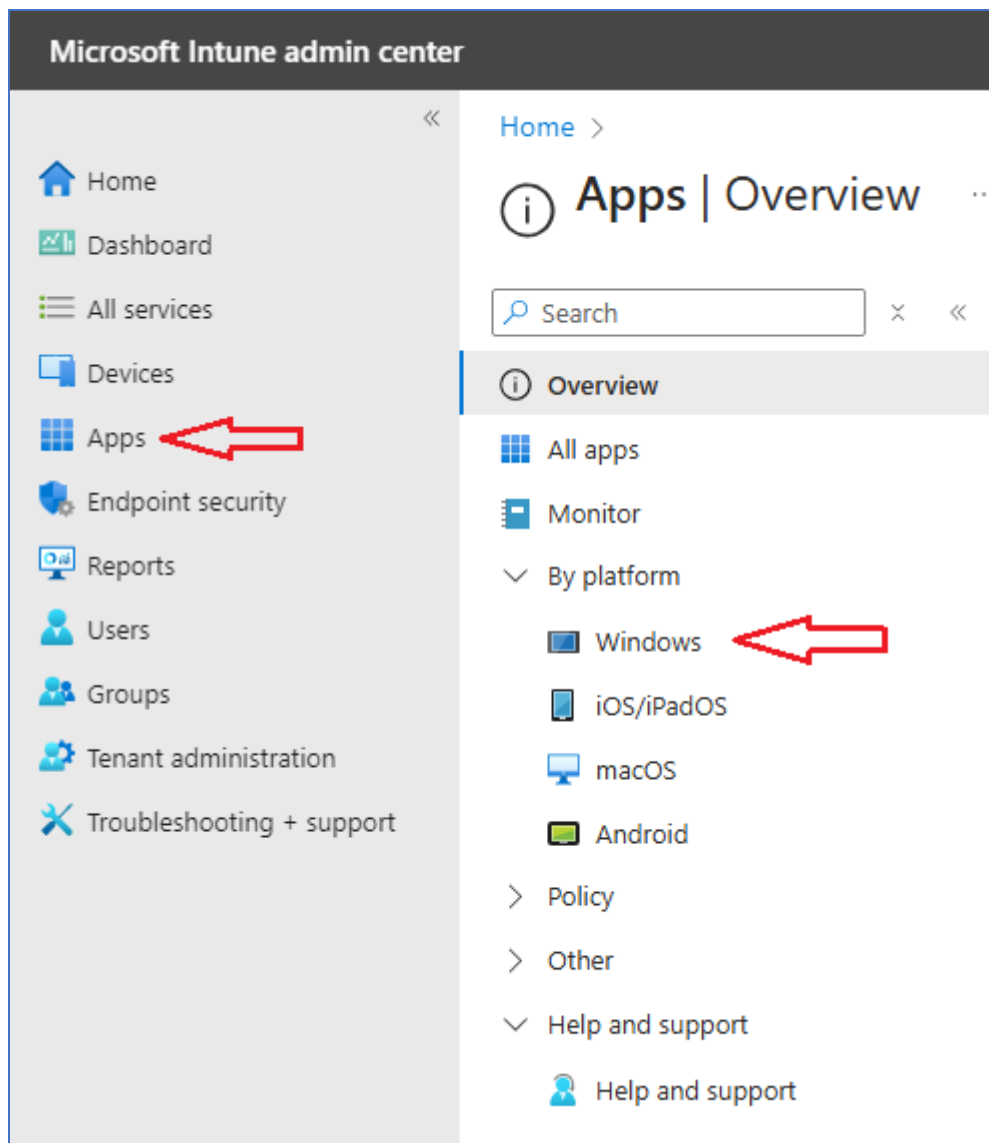 Microsoft Intune admin center
Home
Dashboard
All services
Devices
Apps
Endpoint security
Reports
Users
Groups
Tenant administration
Troubleshooting + support
Home >
Apps | Overview ...
Search
Overview
All apps
Monitor
By platform
Windows
iOS/iPadOS
macOS
Android
Policy
Other
Help and support
Help and support